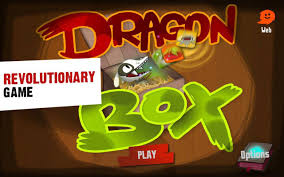 DRAGON
Web
REVOLUTIONARY
GAME
BOX
PLAY
Options